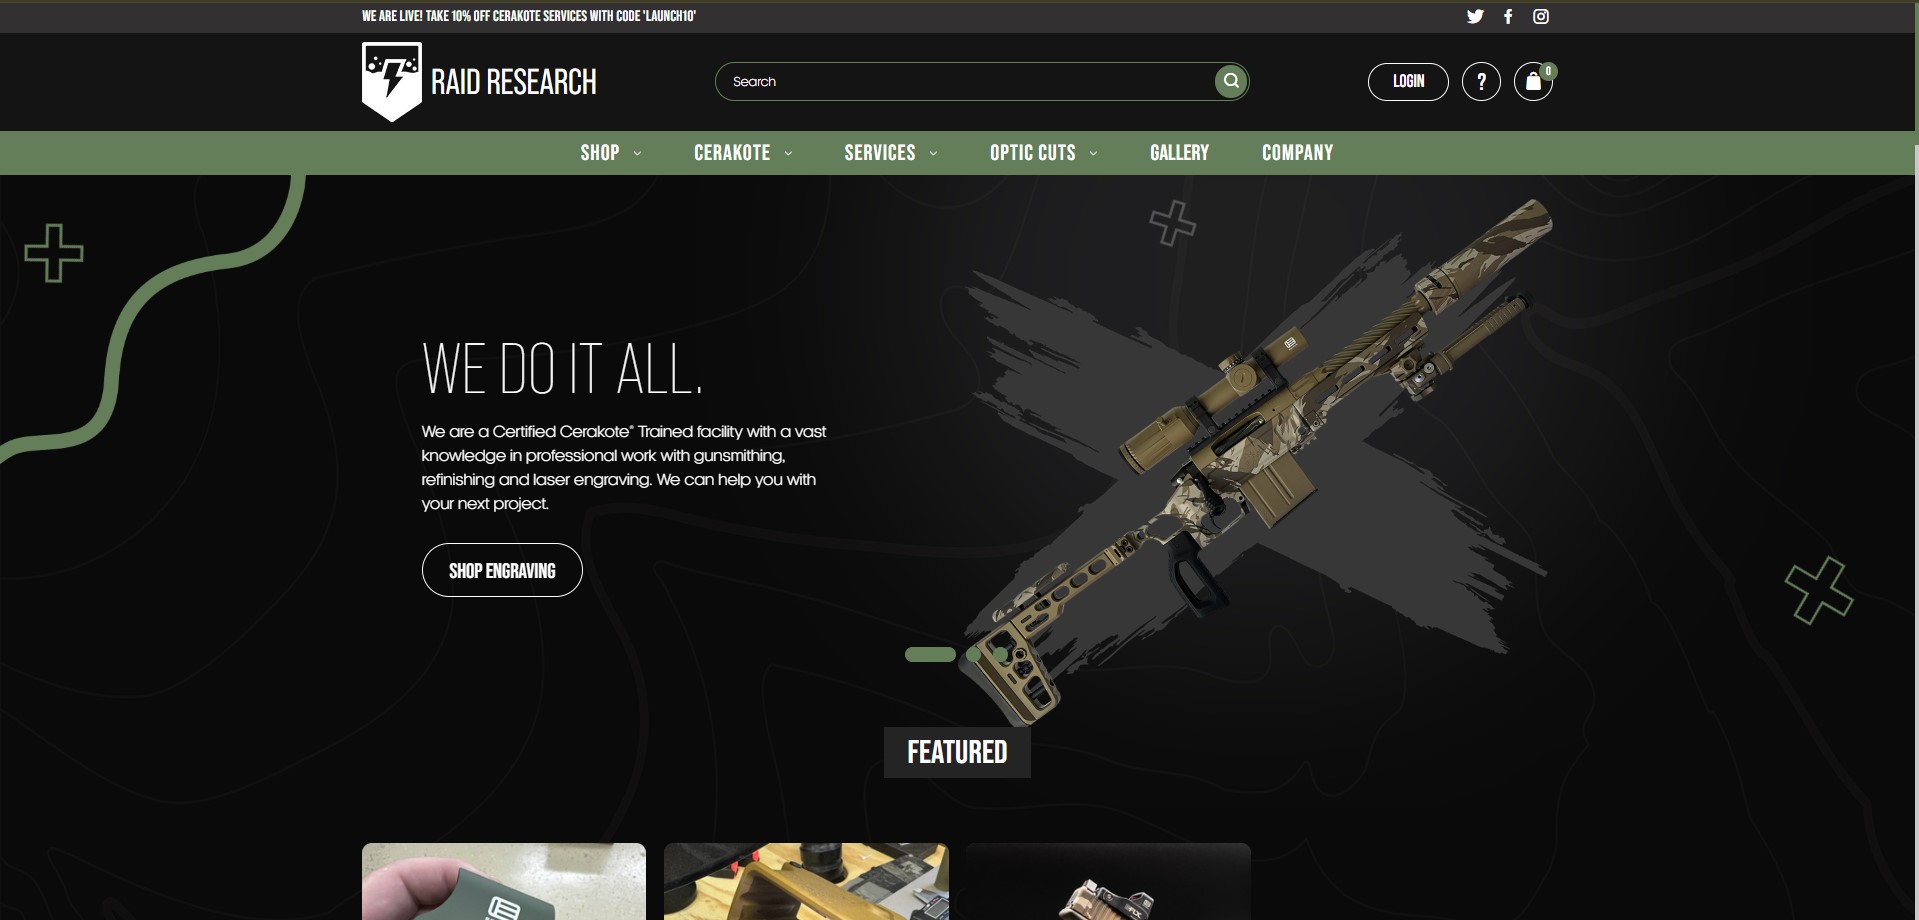 WE ARE LIVE! TAKE 10% OFF CERAKOTE SERVICES WITH CODE 'LAUNCH10'
RAID RESEARCH
Search
LOGIN
?
0
SHOP
CERAKOTE
SERVICES
OPTIC CUTS
GALLERY
COMPANY
WE DO IT ALL.
We are a Certified Cerakote® Trained facility with a vast
knowledge in professional work with gunsmithing,
refinishing and laser engraving. We can help you with
your next project.
SHOP ENGRAVING
FEATURED